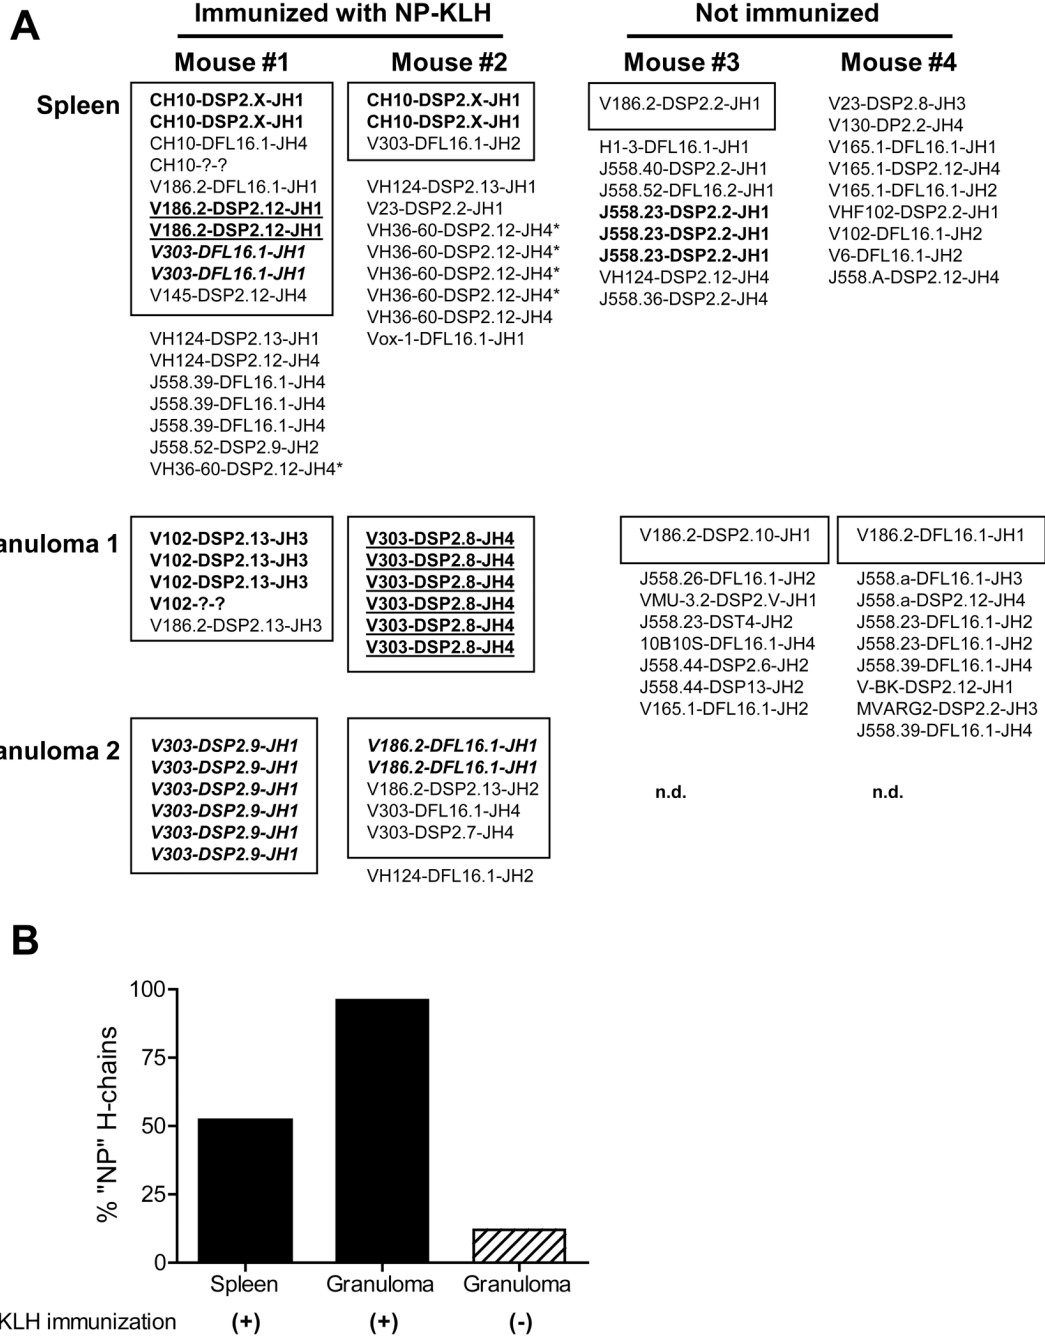 A
Immunized with NP-KLH
Not immunized
Mouse #1
Mouse #2
Mouse #3
Mouse #4
Spleen
CH10-DSP2.X-JH1
CH10-DSP2.X-JH1
CH10-DFL16.1-JH4
CH10-?-?
V186.2-DFL16.1-JH1
V186.2-DSP2.12-JH1
V186.2-DSP2.12-JH1
V303-DFL16.1-JH1
V303-DFL16.1-JH1
V145-DSP2.12-JH4
VH124-DSP2.13-JH1
VH124-DSP2.12-JH4
J558.39-DFL16.1-JH4
J558.39-DFL16.1-JH4
J558.39-DFL16.1-JH4
J558.52-DSP2.9-JH2
VH36-60-DSP2.12-JH4*
CH10-DSP2.X-JH1
CH10-DSP2.X-JH1
V303-DFL16.1-JH2
VH124-DSP2.13-JH1
V23-DSP2.2-JH1
VH36-60-DSP2.12-JH4*
VH36-60-DSP2.12-JH4*
VH36-60-DSP2.12-JH4*
VH36-60-DSP2.12-JH4*
VH36-60-DSP2.12-JH4
Vox-1-DFL16.1-JH1
V186.2-DSP2.2-JH1
H1-3-DFL16.1-JH1
J558.40-DSP2.2-JH1
J558.52-DFL16.2-JH1
J558.23-DSP2.2-JH1
J558.23-DSP2.2-JH1
J558.23-DSP2.2-JH1
VH124-DSP2.12-JH4
J558.36-DSP2.2-JH4
V23-DSP2.8-JH3
V130-DP2.2-JH4
V165.1-DFL16.1-JH1
V165.1-DSP2.12-JH4
V165.1-DFL16.1-JH2
VHF102-DSP2.2-JH1
V102-DFL16.1-JH2
V6-DFL16.1-JH2
J558.A-DSP2.12-JH4
anuloma 1
V102-DSP2.13-JH3
V102-DSP2.13-JH3
V102-DSP2.13-JH3
V102-?-?
V186.2-DSP2.13-JH3
V303-DSP2.8-JH4
V303-DSP2.8-JH4
V303-DSP2.8-JH4
V303-DSP2.8-JH4
V303-DSP2.8-JH4
V303-DSP2.8-JH4
V186.2-DSP2.10-JH1
J558.26-DFL16.1-JH2
VMU-3.2-DSP2.V-JH1
J558.23-DST4-JH2
10B10S-DFL16.1-JH4
J558.44-DSP2.6-JH2
J558.44-DSP13-JH2
V165.1-DFL16.1-JH2
V186.2-DFL16.1-JH1
J558.a-DFL16.1-JH3
J558.a-DSP2.12-JH4
J558.23-DFL16.1-JH2
J558.23-DFL16.1-JH2
J558.39-DFL16.1-JH4
V-BK-DSP2.12-JH1
MVARG2-DSP2.2-JH3
J558.39-DFL16.1-JH4
anuloma 2
V303-DSP2.9-JH1
V303-DSP2.9-JH1
V303-DSP2.9-JH1
V303-DSP2.9-JH1
V303-DSP2.9-JH1
V303-DSP2.9-JH1
V186.2-DFL16.1-JH1
V186.2-DFL16.1-JH1
V186.2-DSP2.13-JH2
V303-DFL16.1-JH4
V303-DSP2.7-JH4
VH124-DFL16.1-JH2
n.d.
n.d.
B
% "NP" H-chains
100
75
50
25
0
Spleen
Granuloma
Granuloma
KLH immunization
(+)
(+)
(-)